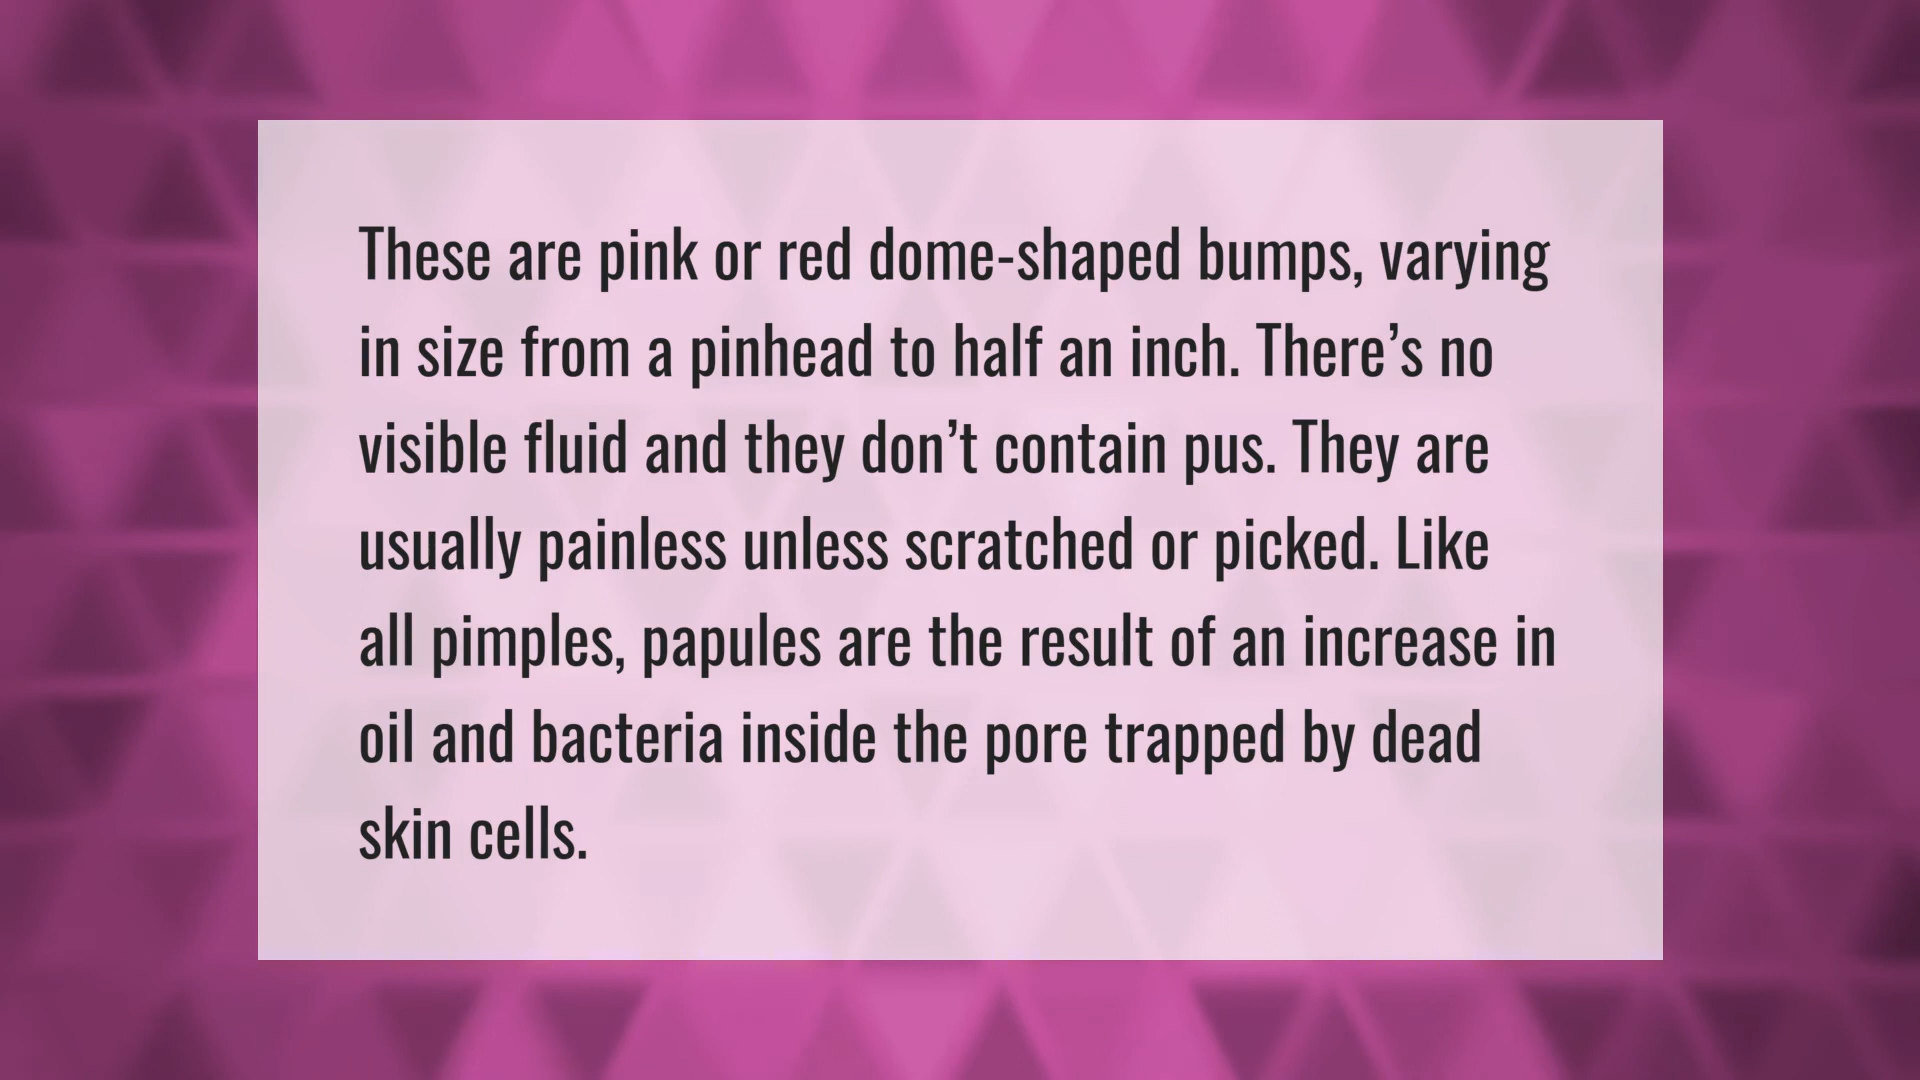 These are pink or red dome-shaped bumps, varying
in size from a pinhead to half an inch. There’s no
visible fluid and they don’t contain pus. They are
usually painless unless scratched or picked. Like
all pimples, papules are the result of an increase in
oil and bacteria inside the pore trapped by dead
skin cells.